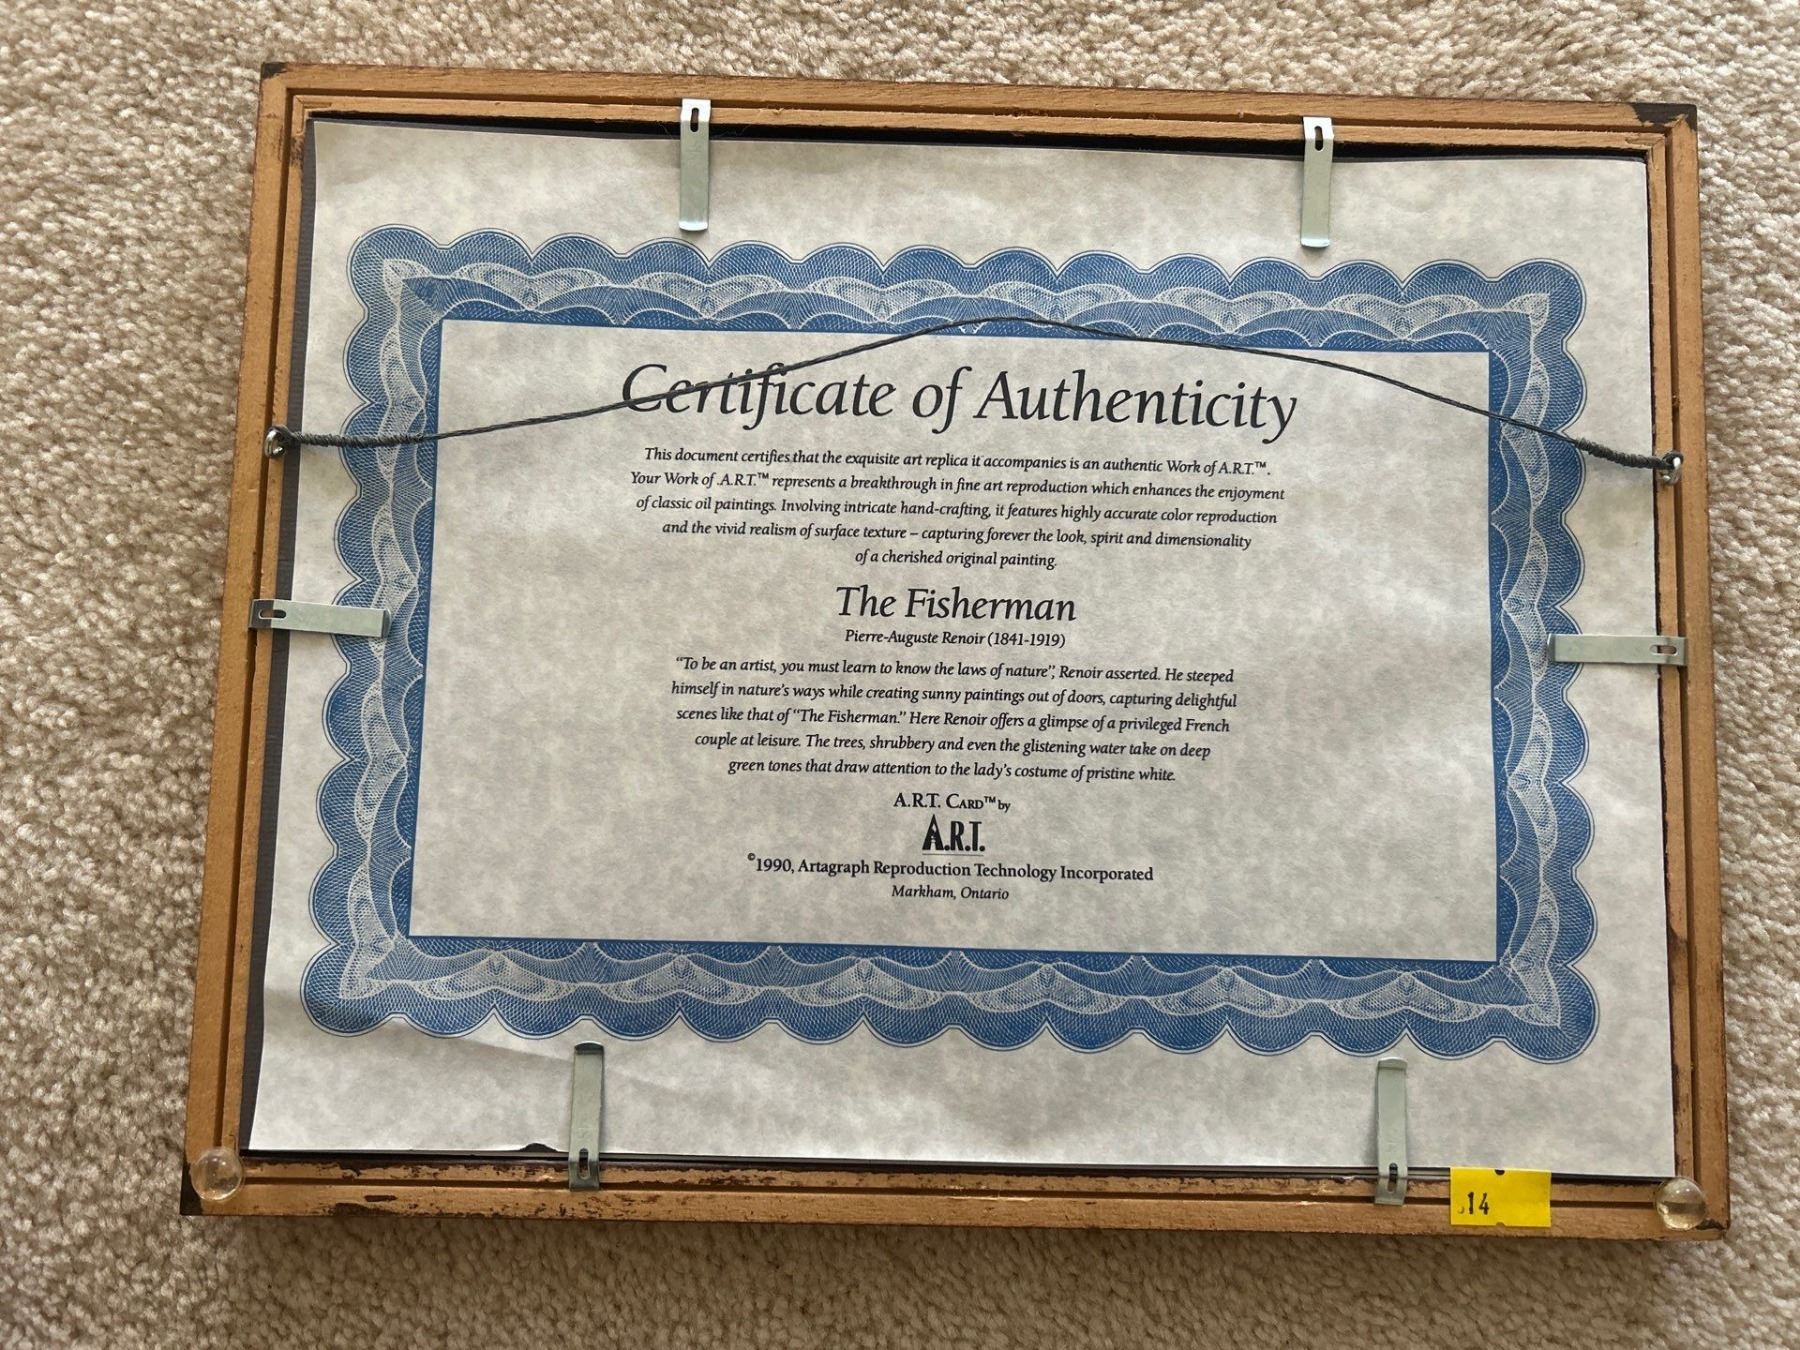 Certificate of Authenticity
This document certifies that the exquisite art replica it accompanies is an authentic Work of A.R.T.™.
Your Work of A.R.T.™ represents a breakthrough in fine art reproduction which enhances the enjoyment
of classic oil paintings. Involving intricate hand-crafting, it features highly accurate color reproduction
and the vivid realism of surface texture – capturing forever the look, spirit and dimensionality
of a cherished original painting.
The Fisherman
Pierre-Auguste Renoir (1841-1919)
“To be an artist, you must learn to know the laws of nature”, Renoir asserted. He steeped
himself in nature’s ways while creating sunny paintings out of doors, capturing delightful
scenes like that of “The Fisherman.” Here Renoir offers a glimpse of a privileged French
couple at leisure. The trees, shrubbery and even the glistening water take on deep
green tones that draw attention to the lady’s costume of pristine white.
A.R.T. CARD™ by
A.R.T.
©1990, Artagraph Reproduction Technology Incorporated
Markham, Ontario
14